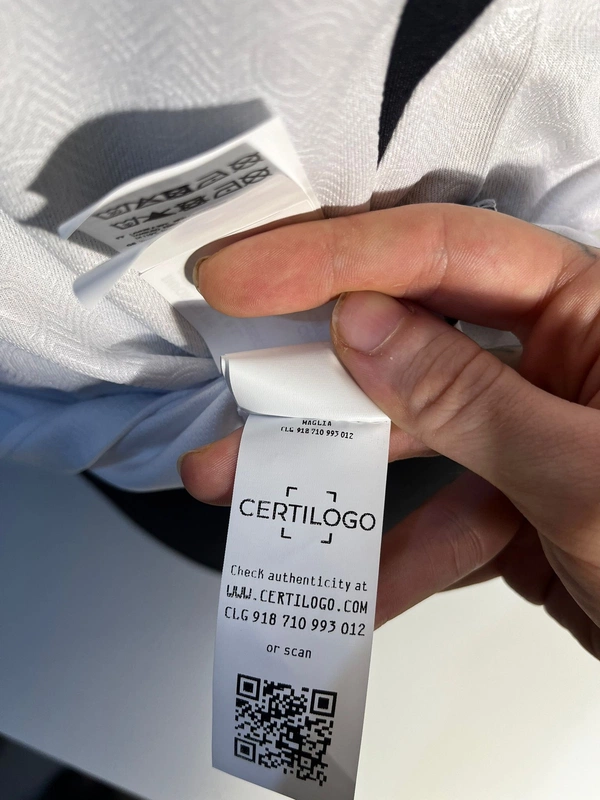 MAGLIA
CLG 918 710 993 012
CERTILOGO
Check authenticity at
WWW.CERTILOGO.COM
CLG 918 710 993 012
or scan